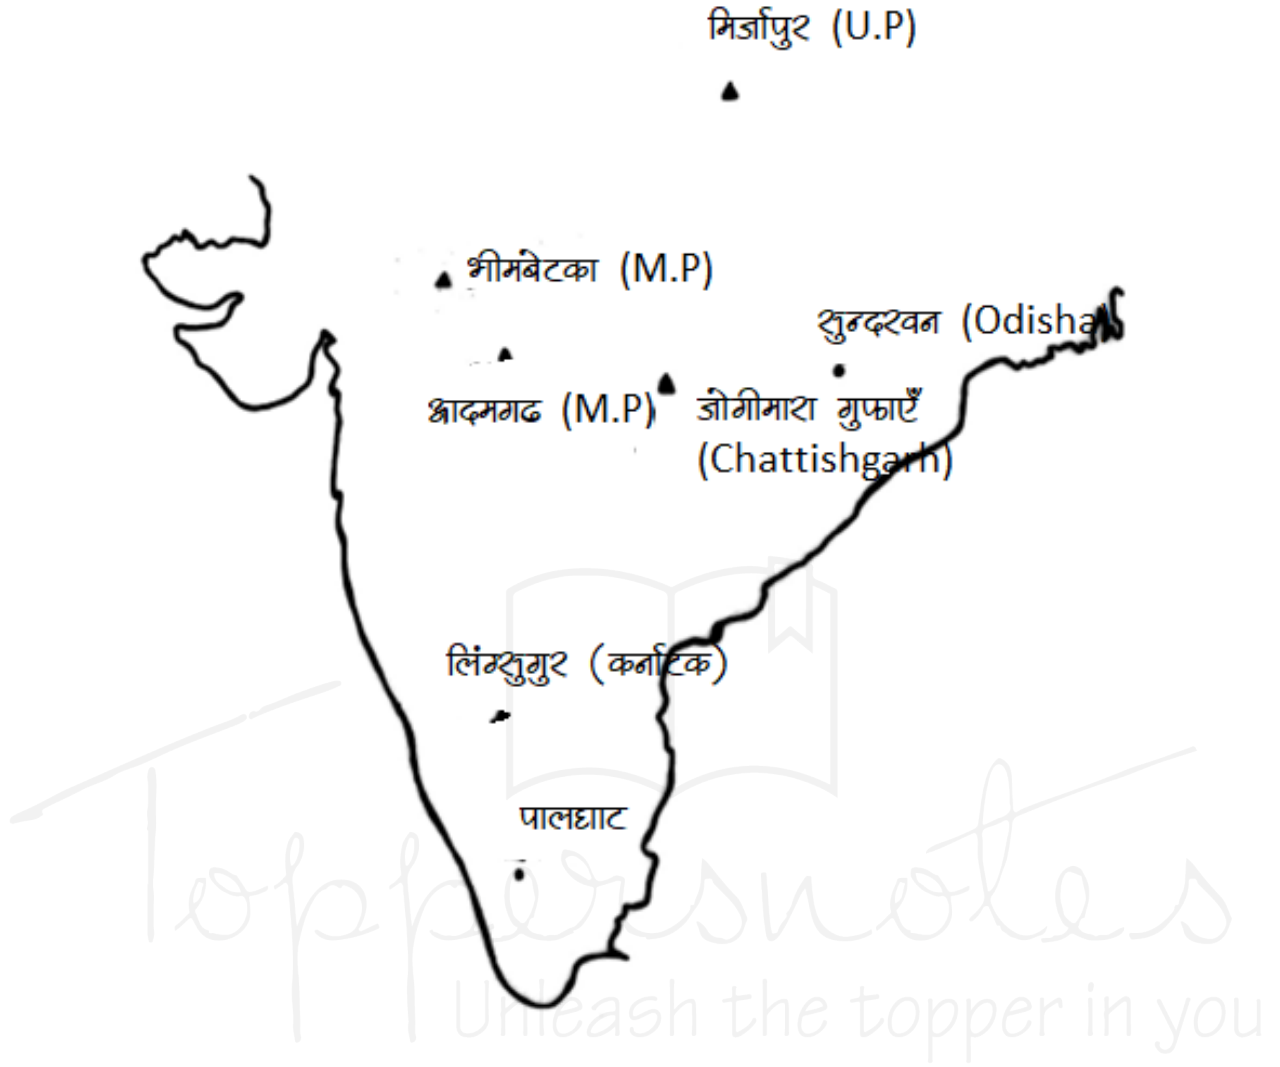 मिर्जापुर (U.P)
भीमबेटका (M.P)
सुन्दरवन (Odisha)
आदमगढ (M.P)
जोगीमारा गुफाएँ
(Chattishgarh)
लिंग्सुगुर (कर्नाटक)
पालघाट
Toppersnotes
Unleash the topper in you